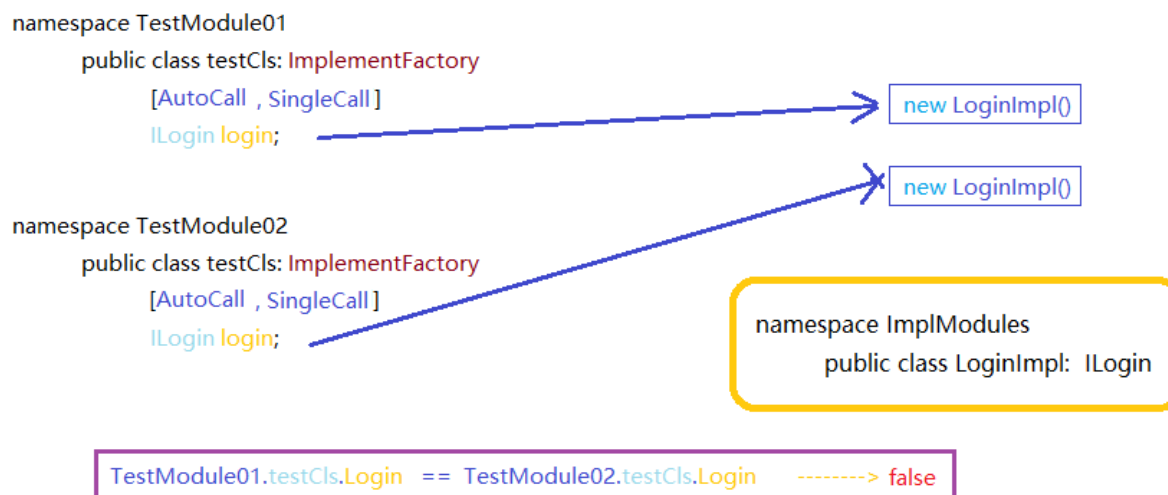 namespace TestModule01
public class testCls: ImplementFactory
[AutoCall , SingleCall]
ILogin login;
new LoginImpl()
new LoginImpl()
namespace TestModule02
public class testCls: ImplementFactory
[AutoCall , SingleCall]
ILogin login;
namespace ImplModules
public class LoginImpl: ILogin
TestModule01.testCls.Login == TestModule02.testCls.Login --------> false